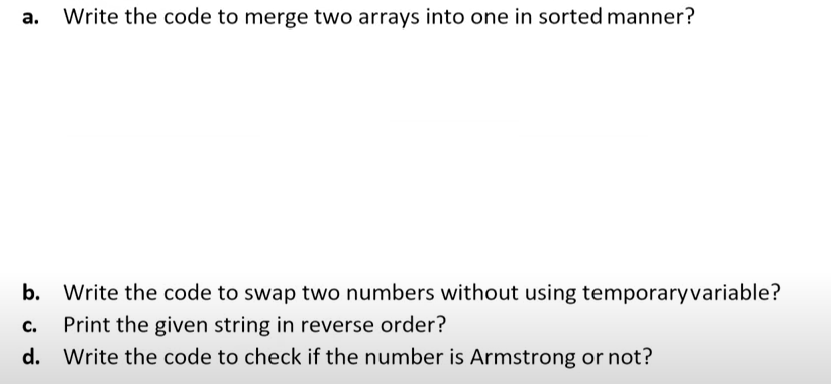 a. Write the code to merge two arrays into one in sorted manner?
b. Write the code to swap two numbers without using temporaryvariable?
c. Print the given string in reverse order?
d. Write the code to check if the number is Armstrong or not?